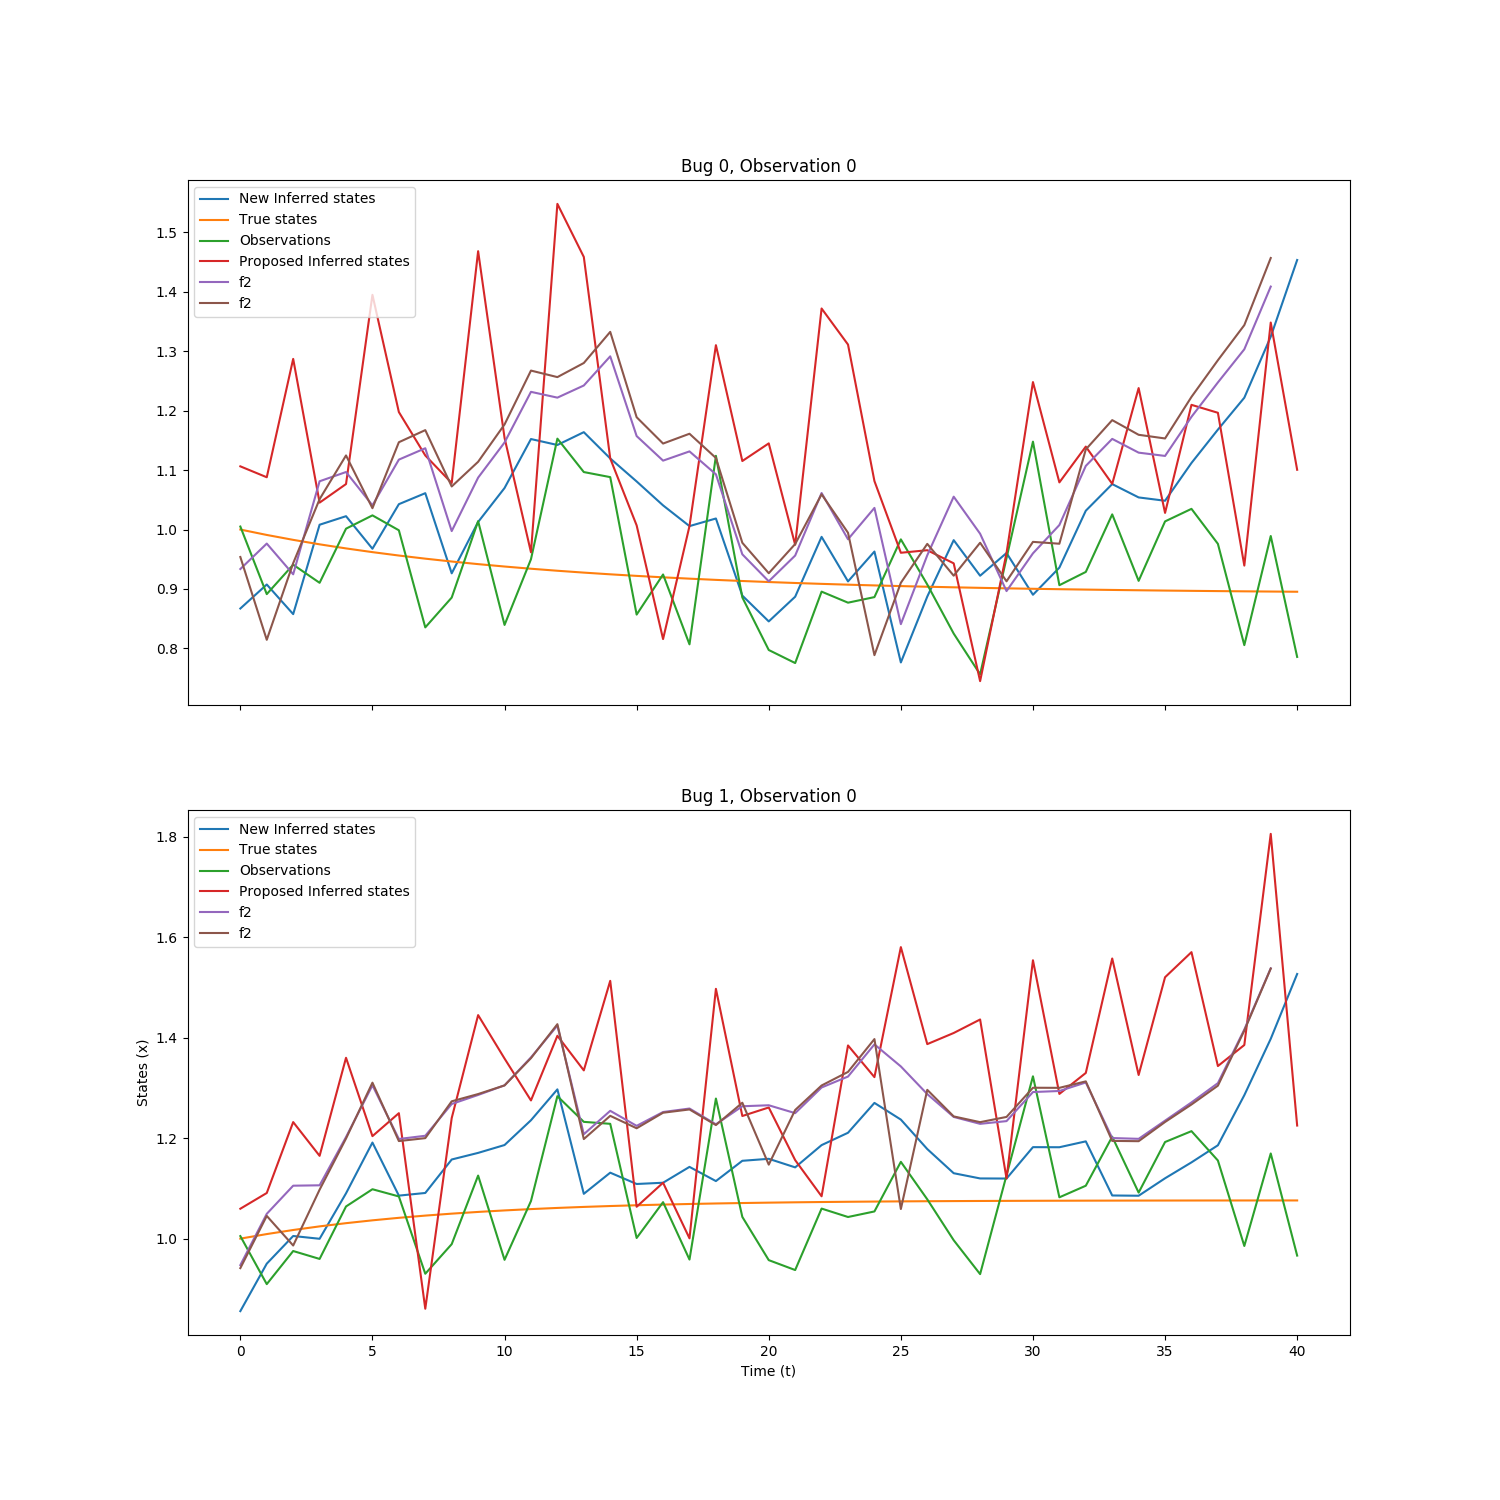 Bug 0, Observation 0
New Inferred states
True states
Observations
Proposed Inferred states
f2
f2
1.5
1.4
1.3
1.2
1.1
1.0
0.9
0.8
Bug 1, Observation 0
New Inferred states
True states
Observations
Proposed Inferred states
f2
f2
1.8
1.6
1.4
1.2
1.0
States (x)
0 5 10 15 20 25 30 35 40
Time (t)